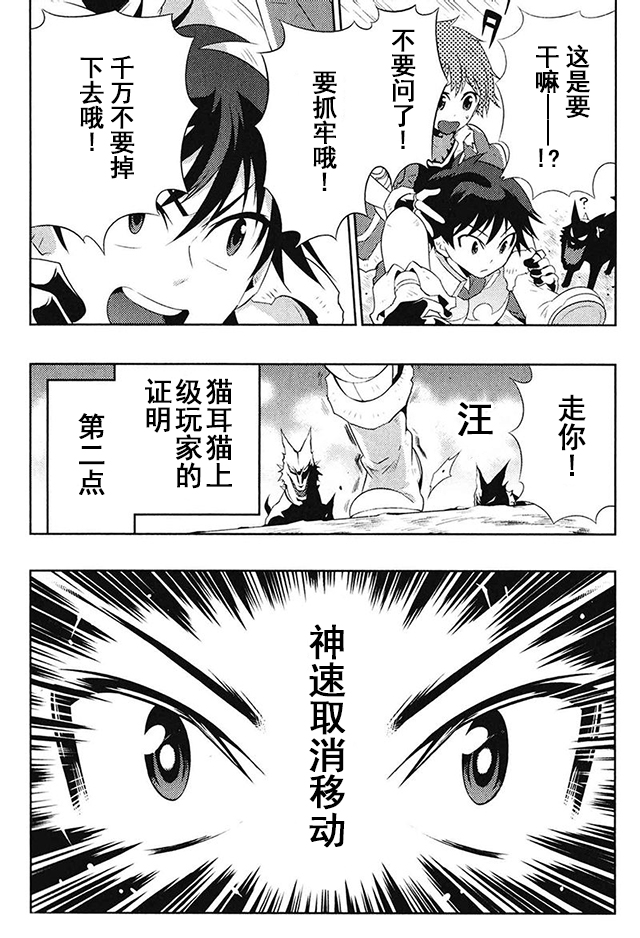 这是要
干嘛——
!?
不要问了！
要抓牢哦！
千万不要掉
下去哦！
?
走你！
汪
猫耳猫上
级玩家的
证明
第二点
神速取消移动